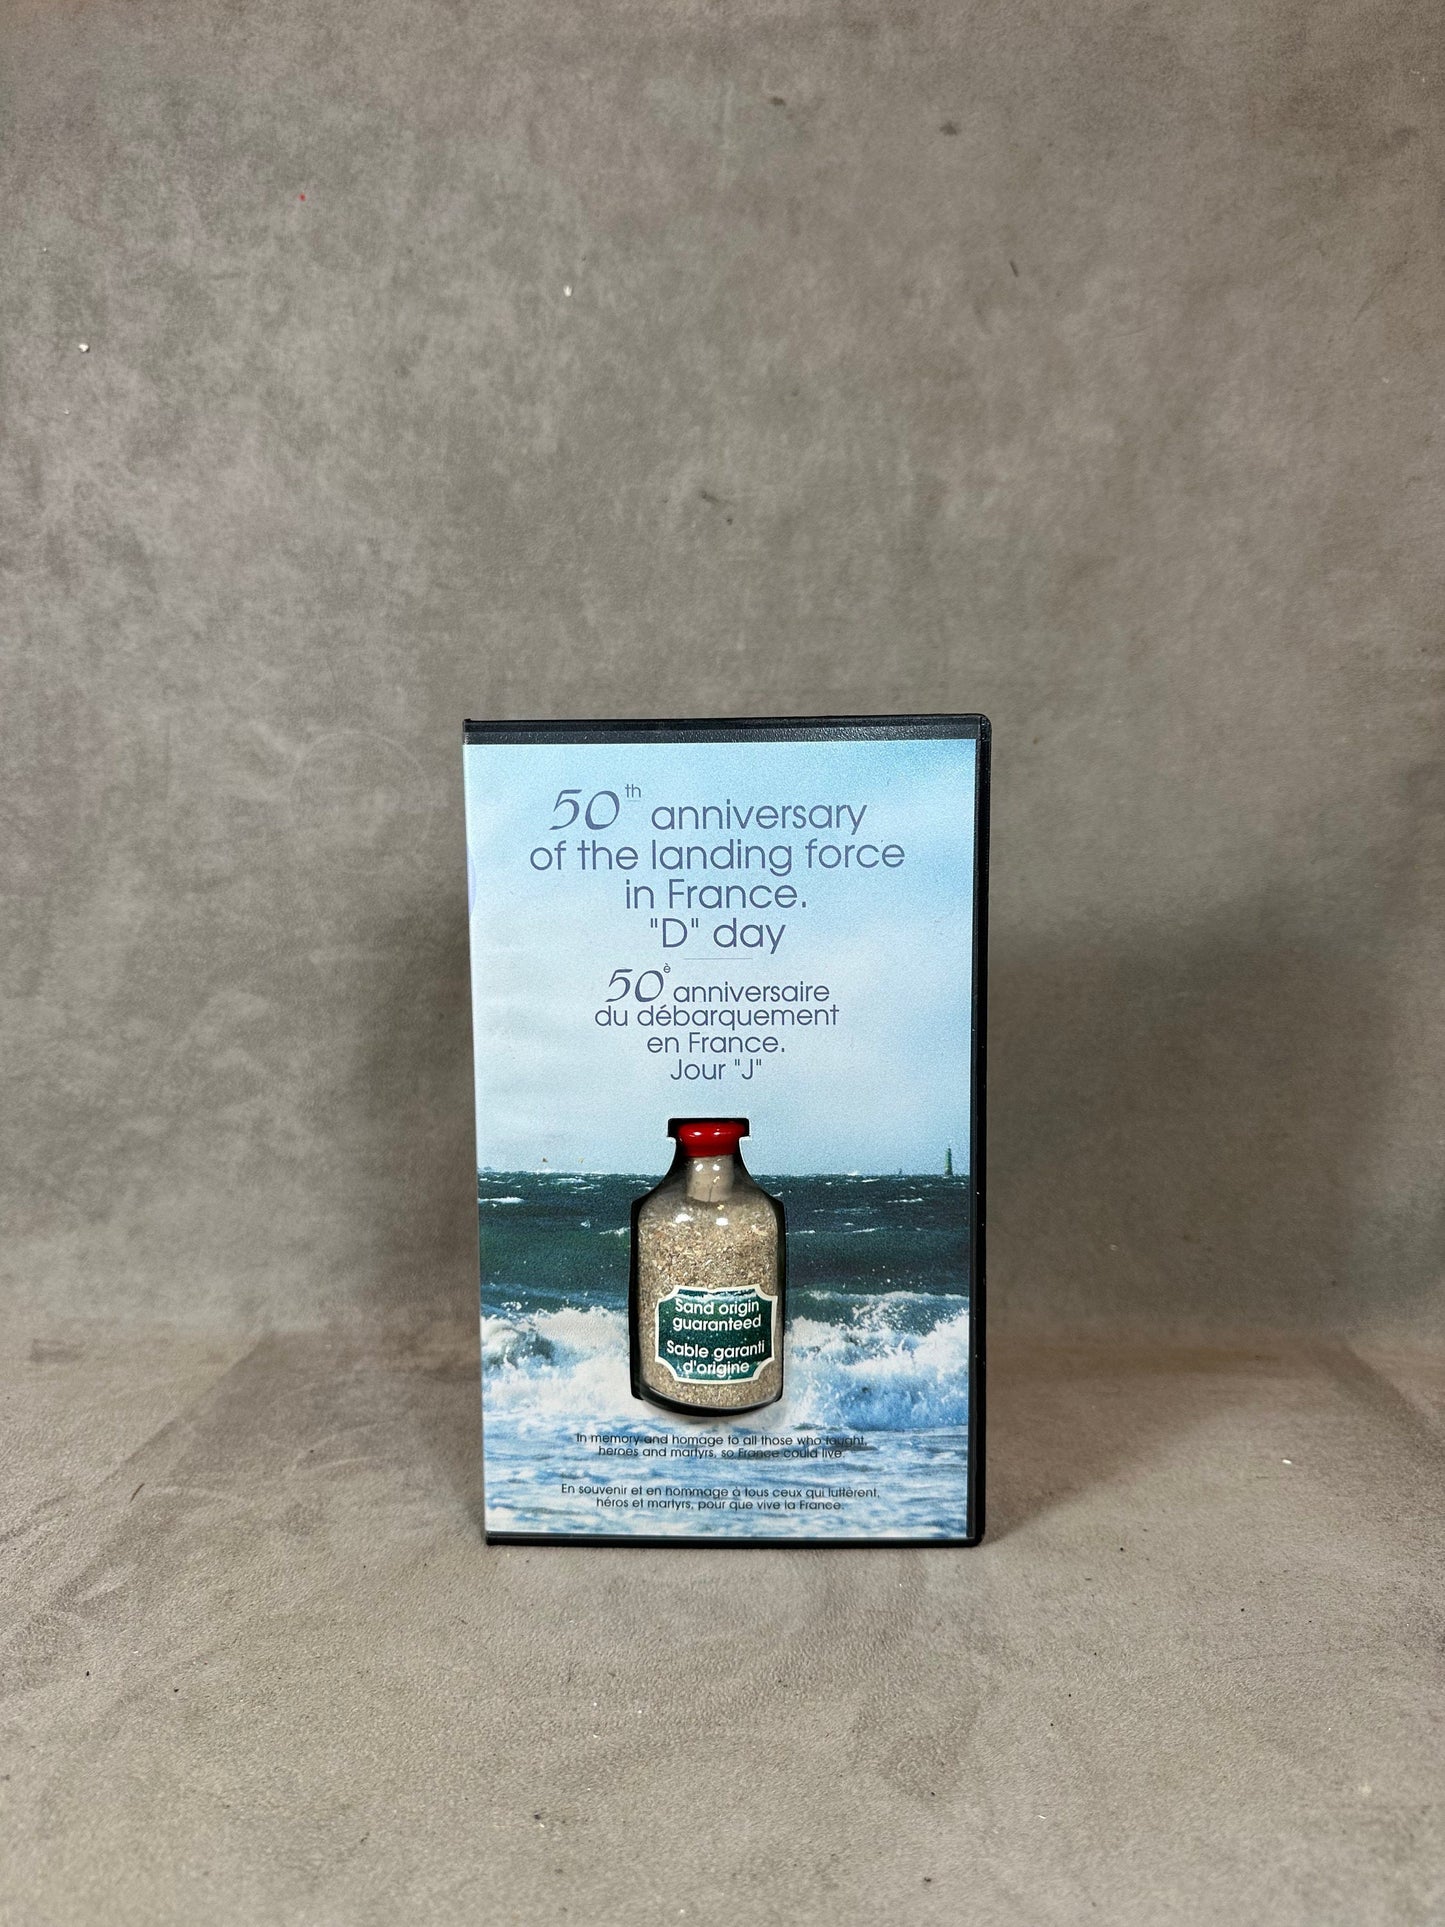 50th anniversary
of the landing force
in France.
"D" day
50è anniversaire
du débarquement
en France.
Jour "J"
Sand origin
guaranteed
Sable garanti
d'origine
In memory and homage to all those who fought,
heroes and martyrs, so France could live.
En souvenir et en hommage à tous ceux qui luttèrent,
héros et martyrs, pour que vive la France.